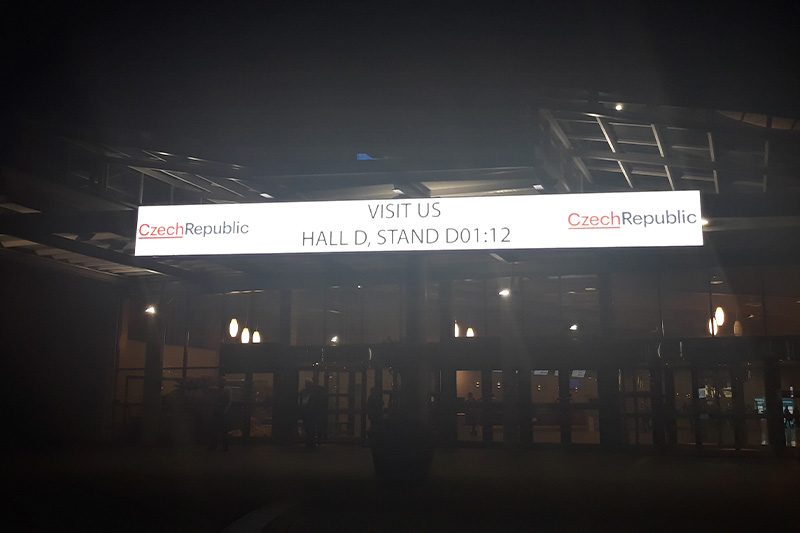 CzechRepublic
VISIT US
HALL D, STAND D01:12
CzechRepublic